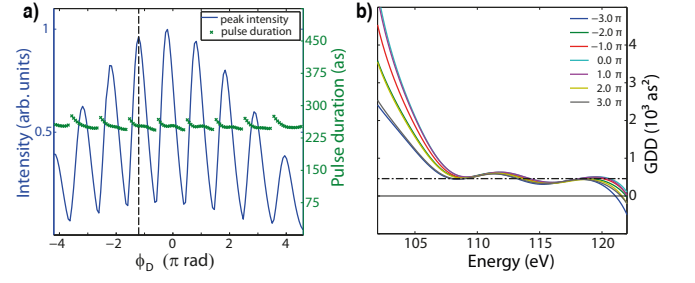 a)
peak intensity
pulse duration
Intensity (arb. units)
1
0.5
450
375
300
225
150
75
Pulse duration (as)
−4
−2
0
2
4
ϕD (π rad)
b)
−3.0 π
−2.0 π
−1.0 π
0.0 π
1.0 π
2.0 π
3.0 π
GDD (10³ as²)
4
3
2
1
0
105
110
115
120
Energy (eV)